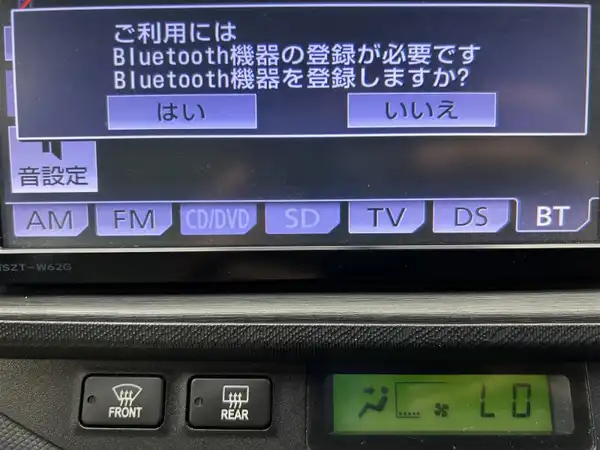 ご利用には
Bluetooth機器の登録が必要です
Bluetooth機器を登録しますか?
はい
いいえ
音設定
AM
FM
CD/DVD
SD
TV
DS
BT
NSZT-W62G
FRONT
REAR
LO